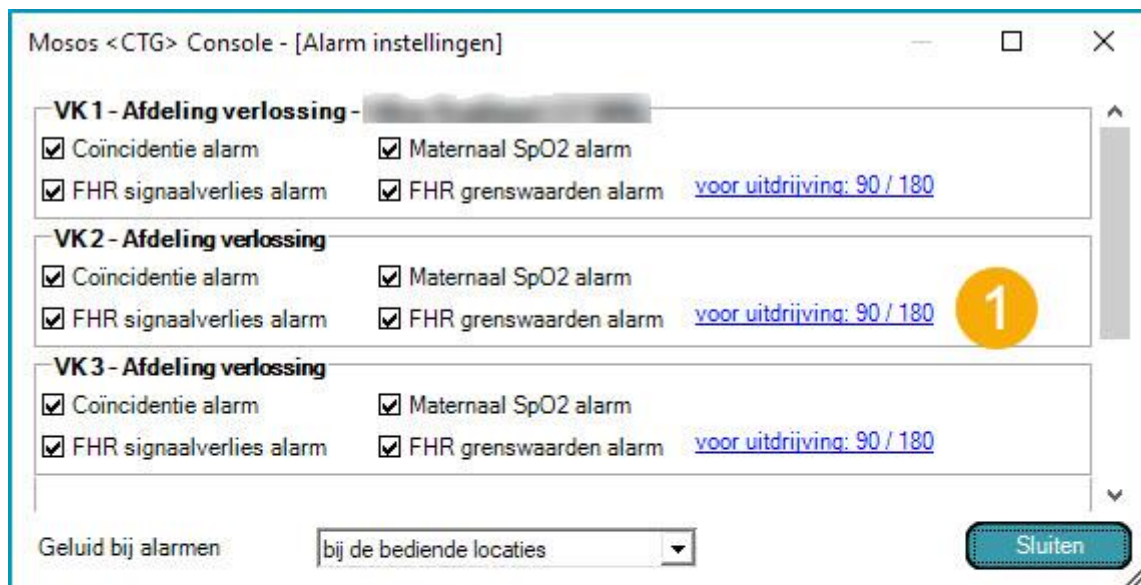 Mosos <CTG> Console - [Alarm instellingen]
VK 1 - Afdeling verlossing -
Coïncidentie alarm Maternaal SpO2 alarm
FHR signaalverlies alarm FHR grenswaarden alarm voor uitdrijving: 90 / 180
VK 2 - Afdeling verlossing
Coïncidentie alarm Maternaal SpO2 alarm
FHR signaalverlies alarm FHR grenswaarden alarm voor uitdrijving: 90 / 180 1
VK 3 - Afdeling verlossing
Coïncidentie alarm Maternaal SpO2 alarm
FHR signaalverlies alarm FHR grenswaarden alarm voor uitdrijving: 90 / 180
Geluid bij alarmen bij de bediende locaties Sluiten